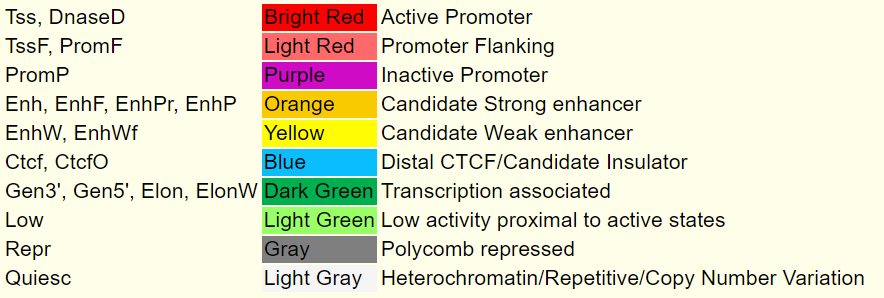 Tss, DnaseD Bright Red Active Promoter
TssF, PromF Light Red Promoter Flanking
PromP Purple Inactive Promoter
Enh, EnhF, EnhPr, EnhP Orange Candidate Strong enhancer
EnhW, EnhWf Yellow Candidate Weak enhancer
Ctcf, CtcfO Blue Distal CTCF/Candidate Insulator
Gen3', Gen5', Elon, ElonW Dark Green Transcription associated
Low Light Green Low activity proximal to active states
Repr Gray Polycomb repressed
Quiesc Light Gray Heterochromatin/Repetitive/Copy Number Variation